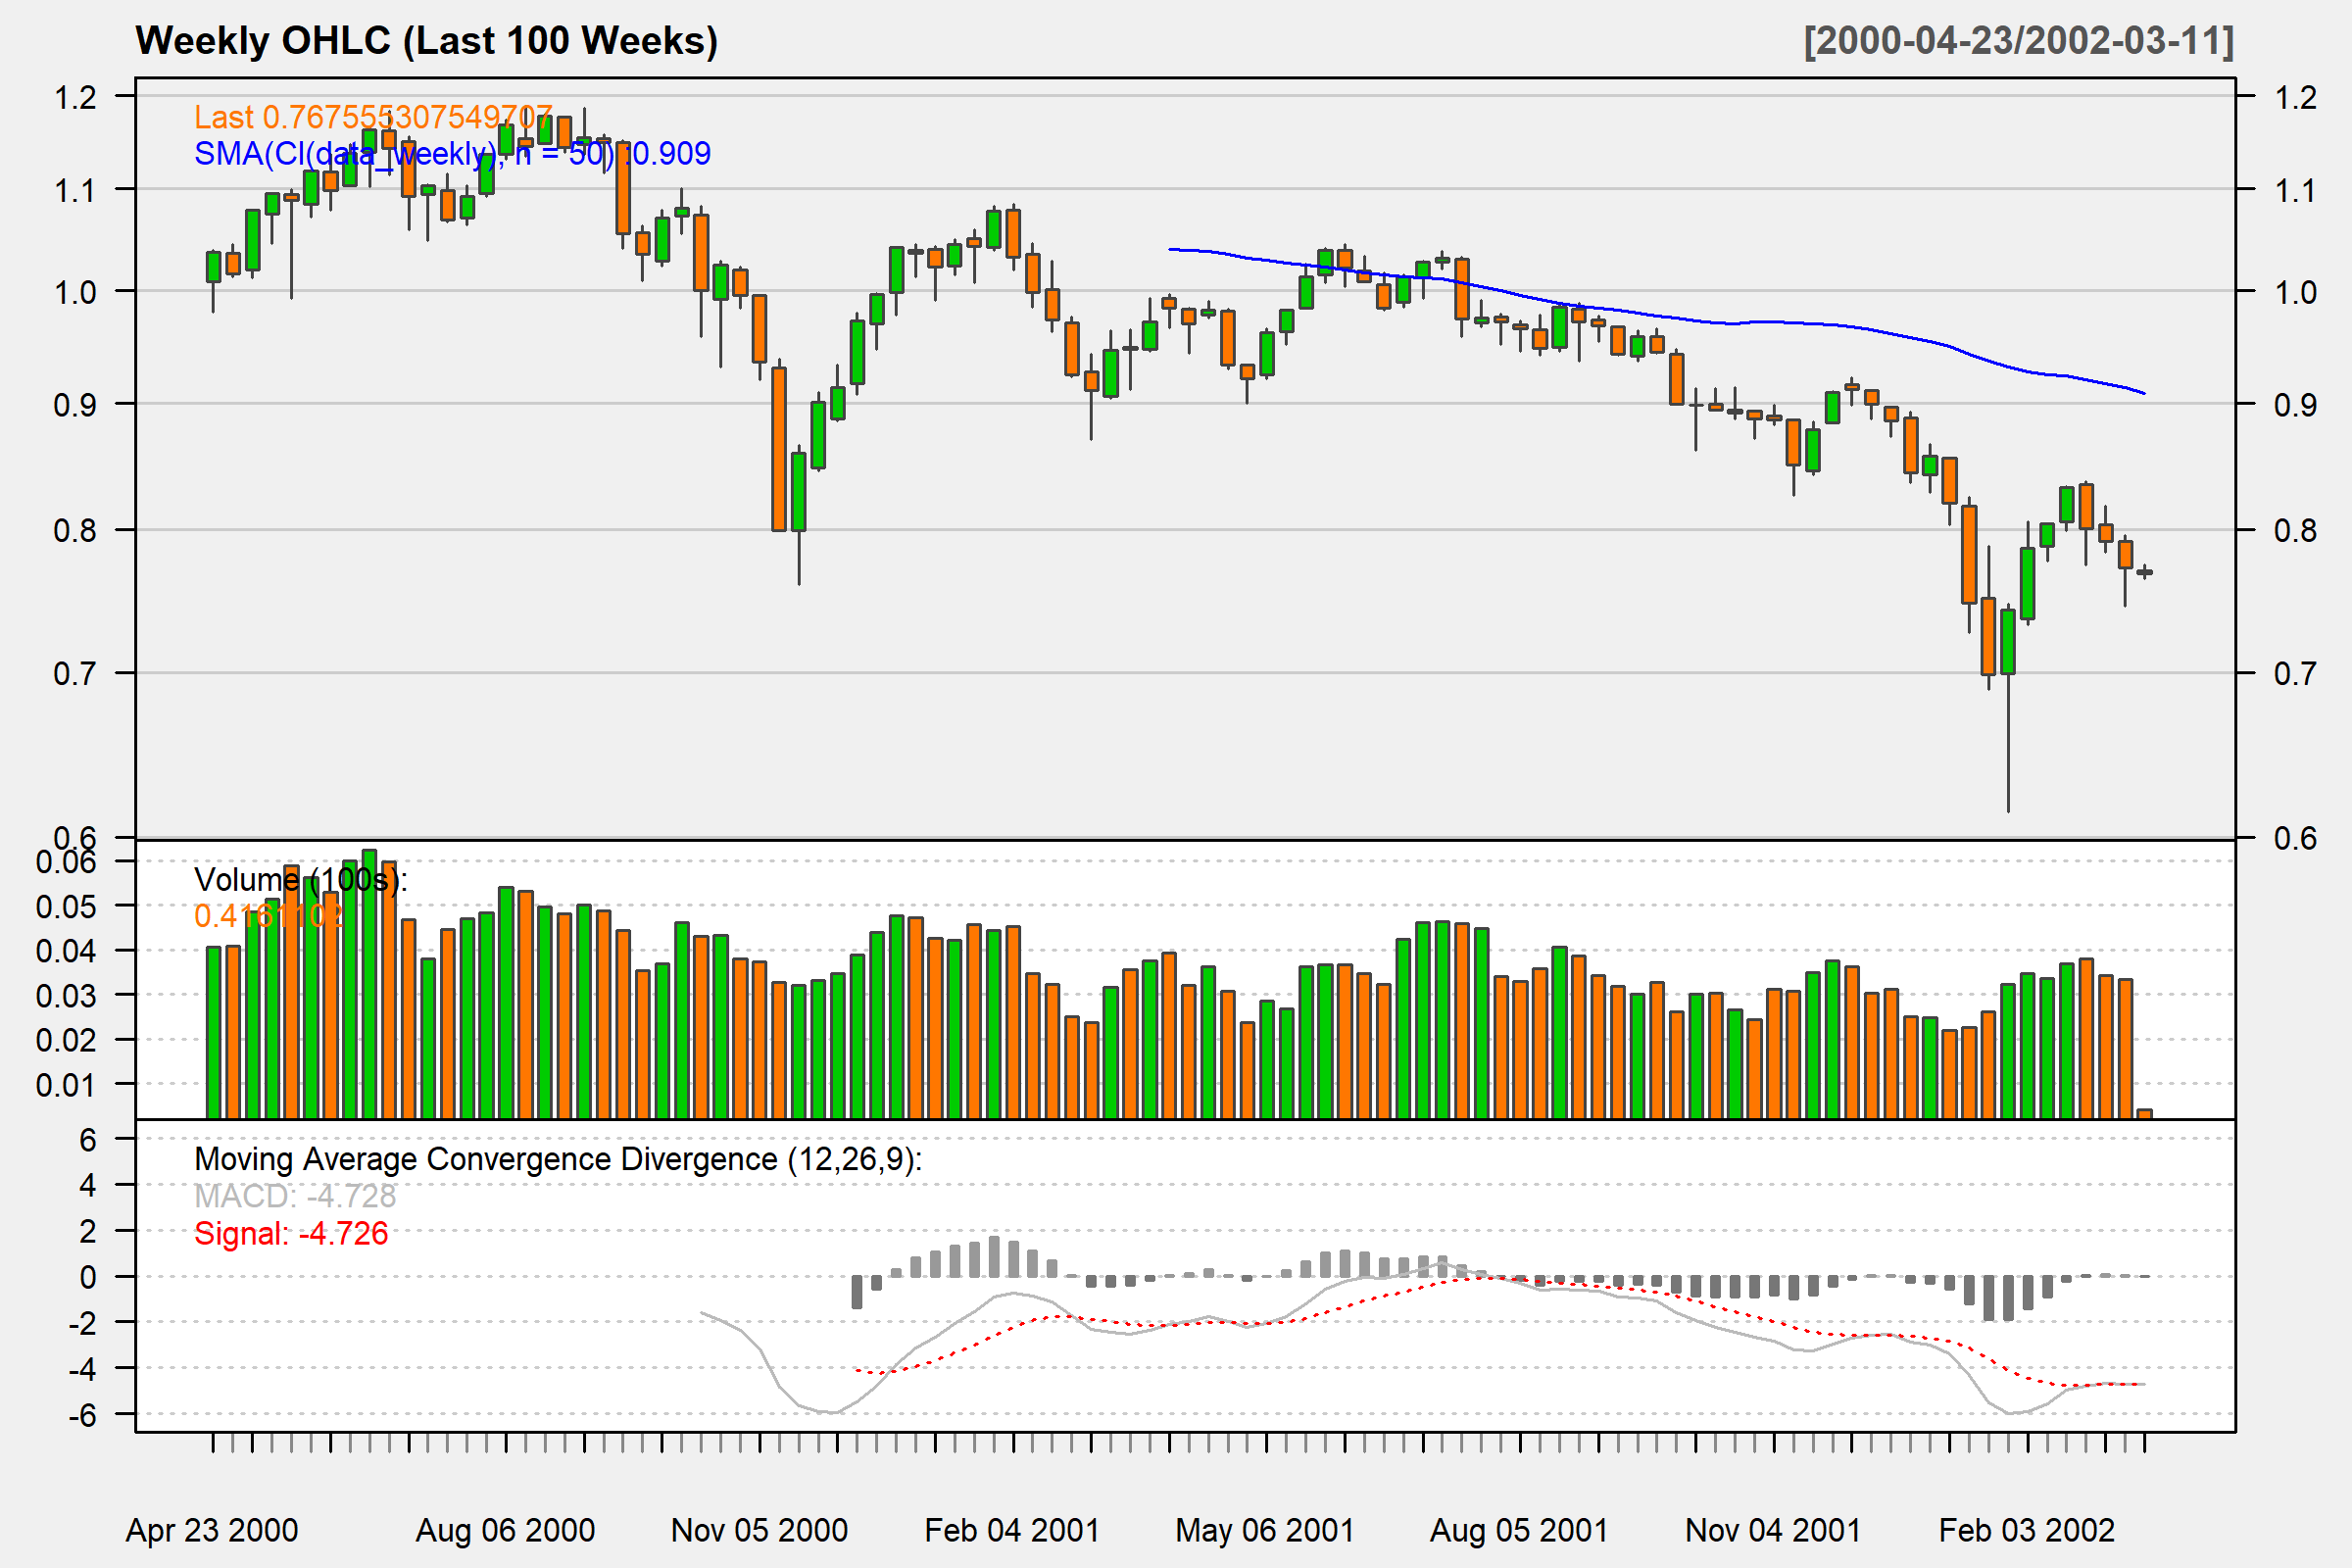 Weekly OHLC (Last 100 Weeks)
[2000-04-23/2002-03-11]
Last 0.767555307549707
SMA(Cl(data_weekly), n = 50) :0.909
1.2
1.1
1.0
0.9
0.8
0.7
0.6
1.2
1.1
1.0
0.9
0.8
0.7
0.6
Volume (100s):
0.4161102
0.06
0.05
0.04
0.03
0.02
0.01
Moving Average Convergence Divergence (12,26,9):
MACD: -4.728
Signal: -4.726
6
4
2
0
-2
-4
-6
Apr 23 2000
Aug 06 2000
Nov 05 2000
Feb 04 2001
May 06 2001
Aug 05 2001
Nov 04 2001
Feb 03 2002